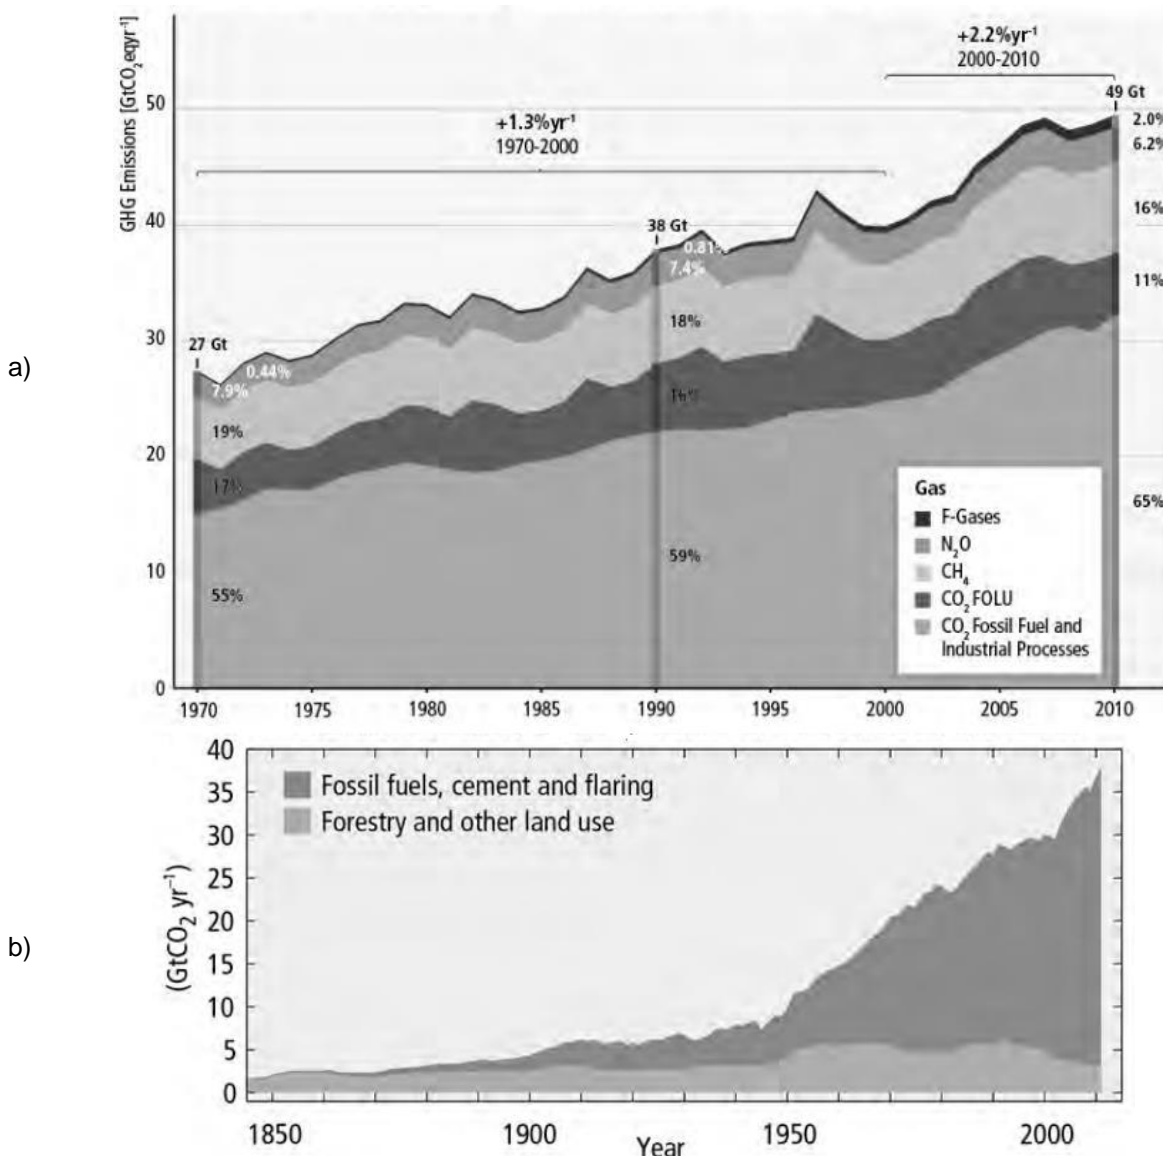 a)
GHG Emissions [GtCO2eqyr-1]
+2.2%yr-1
2000-2010
+1.3%yr-1
1970-2000
50
40
30
20
10
0
27 Gt
38 Gt
49 Gt
7.9%
0.44%
19%
17%
55%
0.81%
7.4%
18%
16%
59%
2.0%
6.2%
16%
11%
65%
Gas
F-Gases
N2O
CH4
CO2 FOLU
CO2 Fossil Fuel and
Industrial Processes
1970 1975 1980 1985 1990 1995 2000 2005 2010
b)
(GtCO2 yr-1)
40
35
30
25
20
15
10
5
0
Fossil fuels, cement and flaring
Forestry and other land use
1850 1900 1950 2000
Year